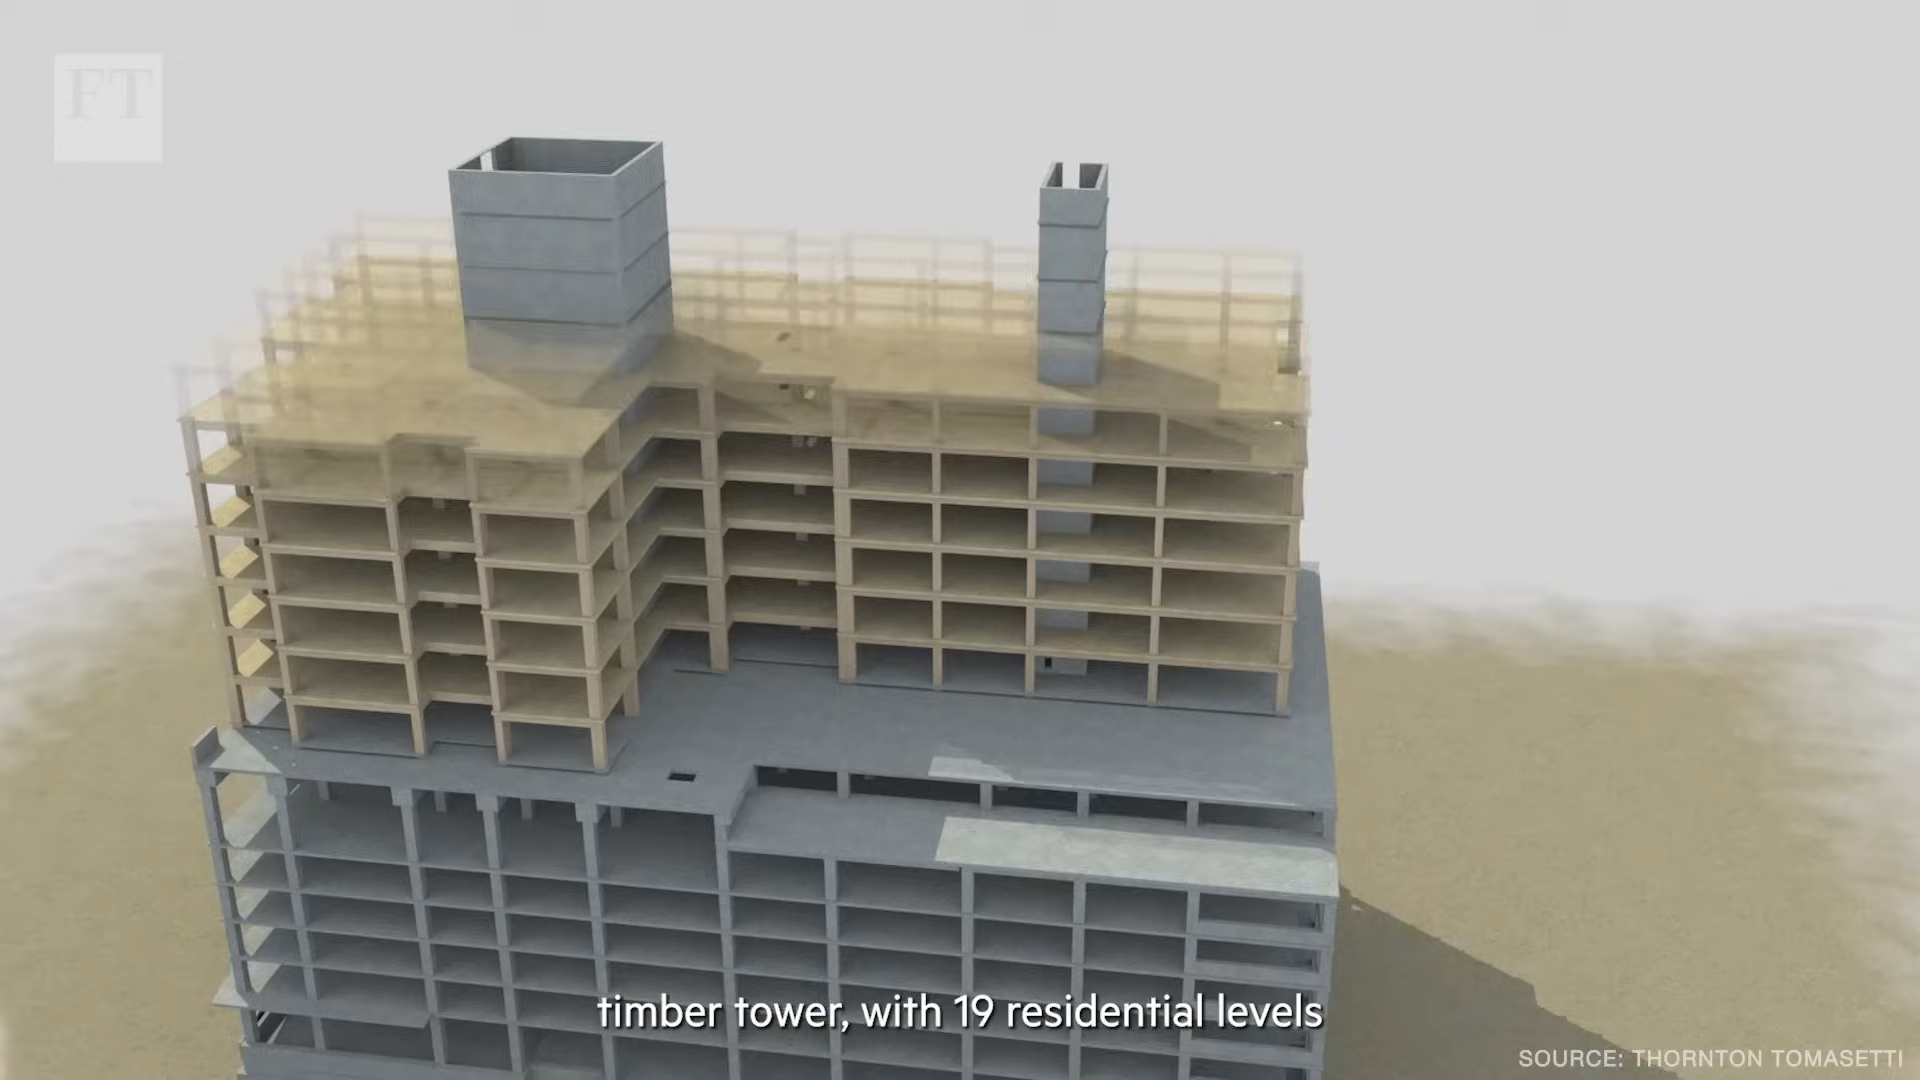 FT
timber tower, with 19 residential levels
SOURCE: THORNTON TOMASETTI